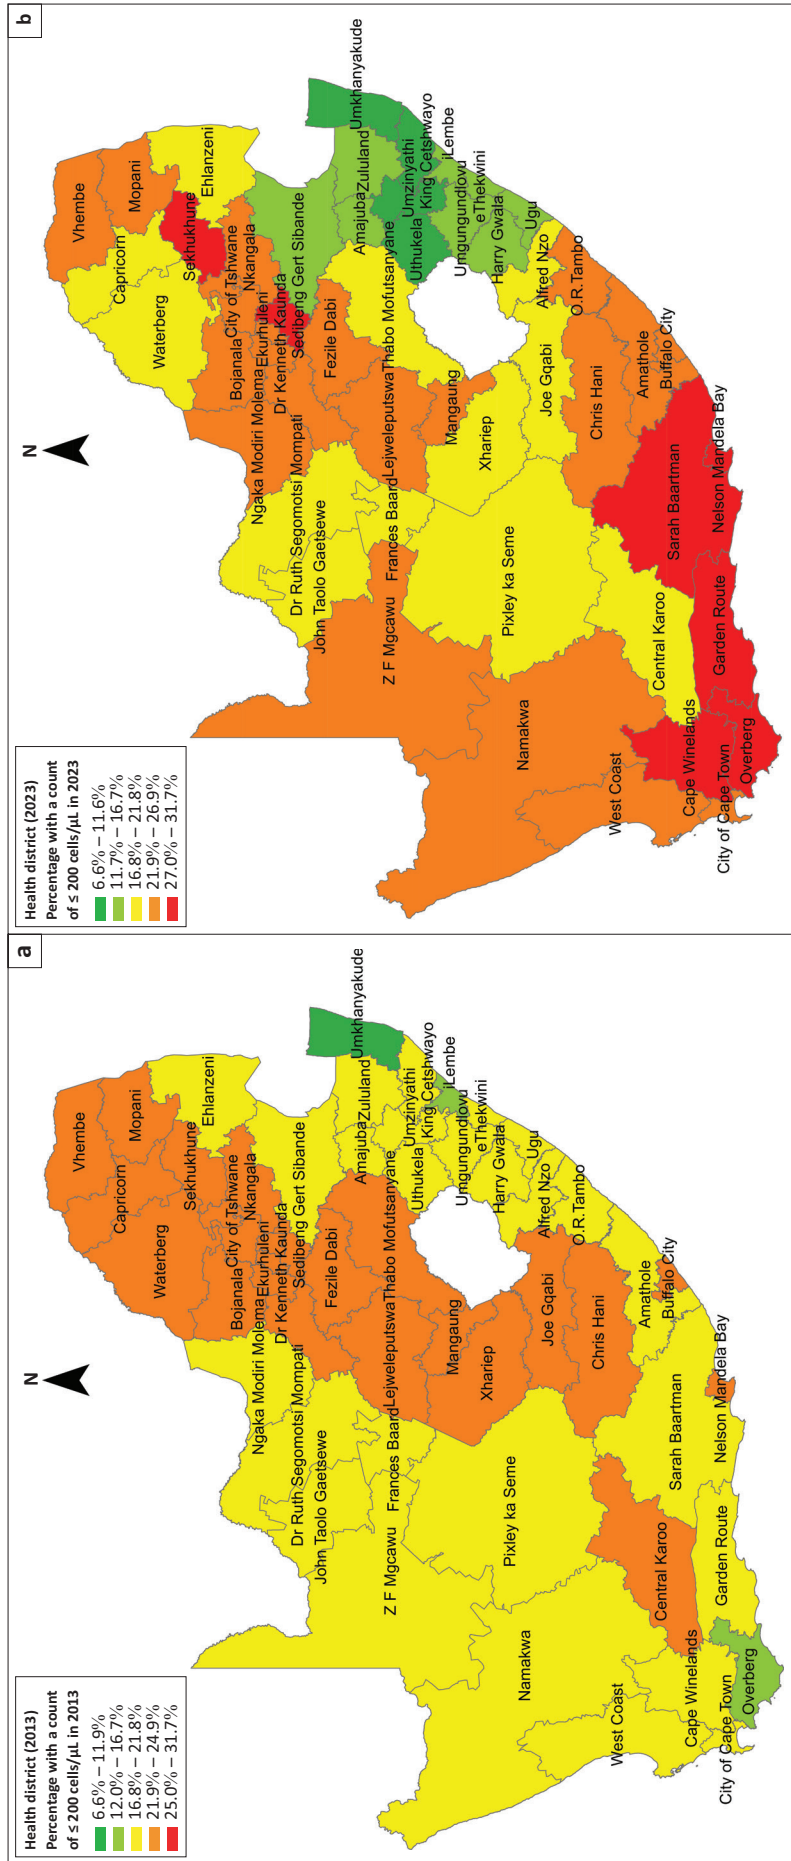 a
Health district (2013)
Percentage with a count
of ≤ 200 cells/µL in 2013
6.6% – 11.9%
12.0% – 16.7%
16.8% – 21.8%
21.9% – 24.9%
25.0% – 31.7%
N
Vhembe
Mopani
Capricorn
Waterberg
Sekhukhune
Ehlanzeni
Bojanala
City of Tshwane
Nkangala
Ngaka Modiri Molema
Ekurhuleni
Dr Kenneth Kaunda
Sedibeng
Gert Sibande
Dr Ruth Segomotsi Mompati
John Taolo Gaetsewe
Fezile Dabi
Amajuba
Zululand
Umkhanyakude
Z F Mgcawu
Frances Baard
Lejweleputswa
Thabo Mofutsanyane
Uthukela
Umzinyathi
King Cetshwayo
iLembe
Mangaung
Xhariep
Umgungundlovu
eThekwini
Harry Gwala
Ugu
Namakwa
Pixley ka Seme
Joe Gqabi
Alfred Nzo
O.R.Tambo
Chris Hani
West Coast
Central Karoo
Sarah Baartman
Amathole
Buffalo City
Cape Winelands
City of Cape Town
Overberg
Garden Route
Nelson Mandela Bay
b
Health district (2023)
Percentage with a count
of ≤ 200 cells/µL in 2023
6.6% – 11.6%
11.7% – 16.7%
16.8% – 21.8%
21.9% – 26.9%
27.0% – 31.7%
N
Vhembe
Mopani
Capricorn
Waterberg
Sekhukhune
Ehlanzeni
Bojanala
City of Tshwane
Nkangala
Ngaka Modiri Molema
Ekurhuleni
Dr Kenneth Kaunda
Sedibeng
Gert Sibande
Dr Ruth Segomotsi Mompati
John Taolo Gaetsewe
Fezile Dabi
Amajuba
Zululand
Umkhanyakude
Z F Mgcawu
Frances Baard
Lejweleputswa
Thabo Mofutsanyane
Uthukela
Umzinyathi
King Cetshwayo
iLembe
Mangaung
Xhariep
Umgungundlovu
eThekwini
Harry Gwala
Ugu
Namakwa
Pixley ka Seme
Joe Gqabi
Alfred Nzo
O.R.Tambo
Chris Hani
West Coast
Central Karoo
Sarah Baartman
Amathole
Buffalo City
Cape Winelands
City of Cape Town
Overberg
Garden Route
Nelson Mandela Bay